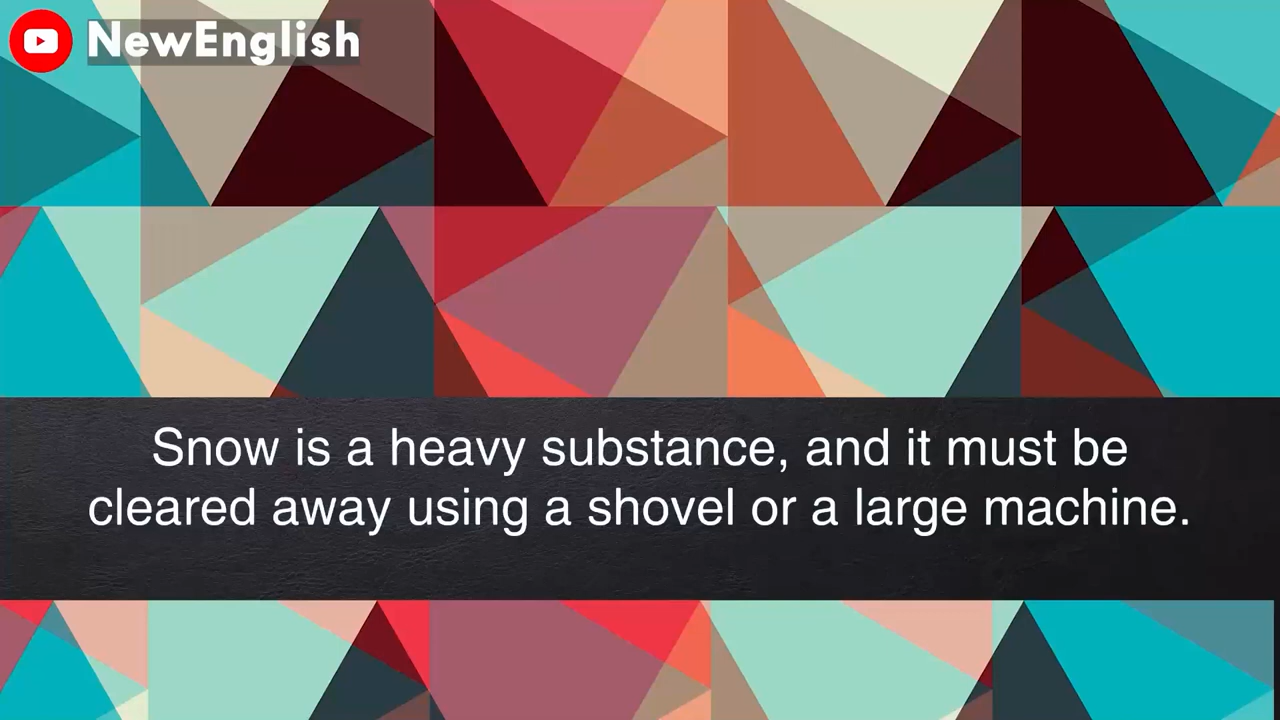 NewEnglish
Snow is a heavy substance, and it must be
cleared away using a shovel or a large machine.